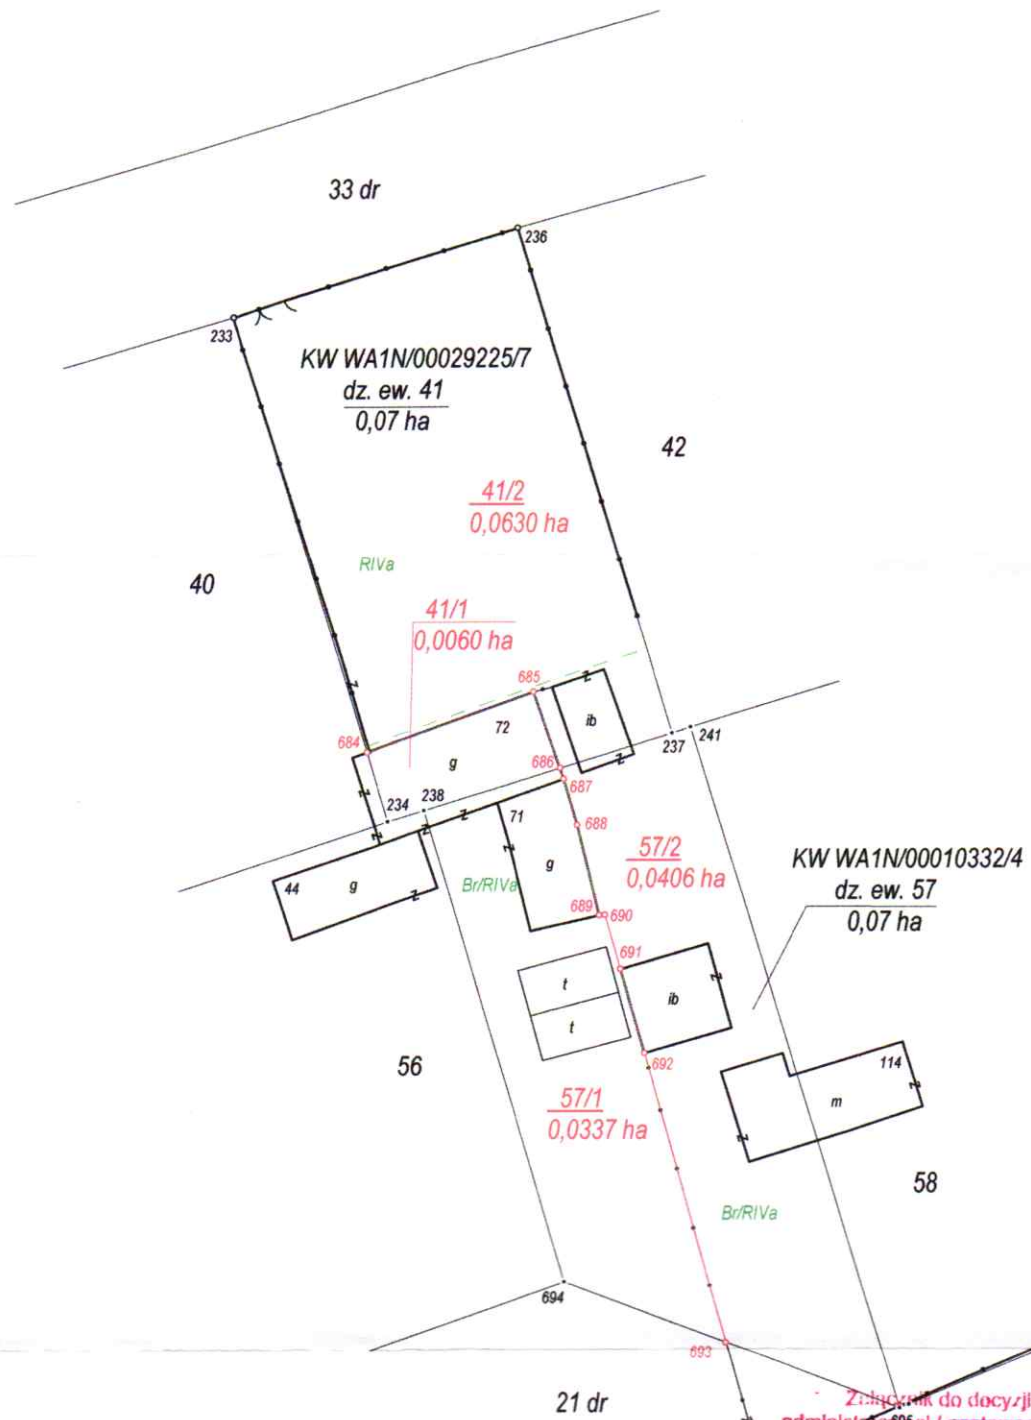 33 dr
236
233
KW WA1N/00029225/7
dz. ew. 41
0,07 ha
42
41/2
0,0630 ha
RIVa
40
41/1
0,0060 ha
685
72
ib
684
g
686
237
241
687
234
238
71
688
57/2
0,0406 ha
KW WA1N/00010332/4
dz. ew. 57
0,07 ha
44
g
Br/RIVa
g
689
690
691
t
ib
t
56
692
114
m
57/1
0,0337 ha
58
Br/RIVa
694
693
21 dr
Załącznik do decyzji